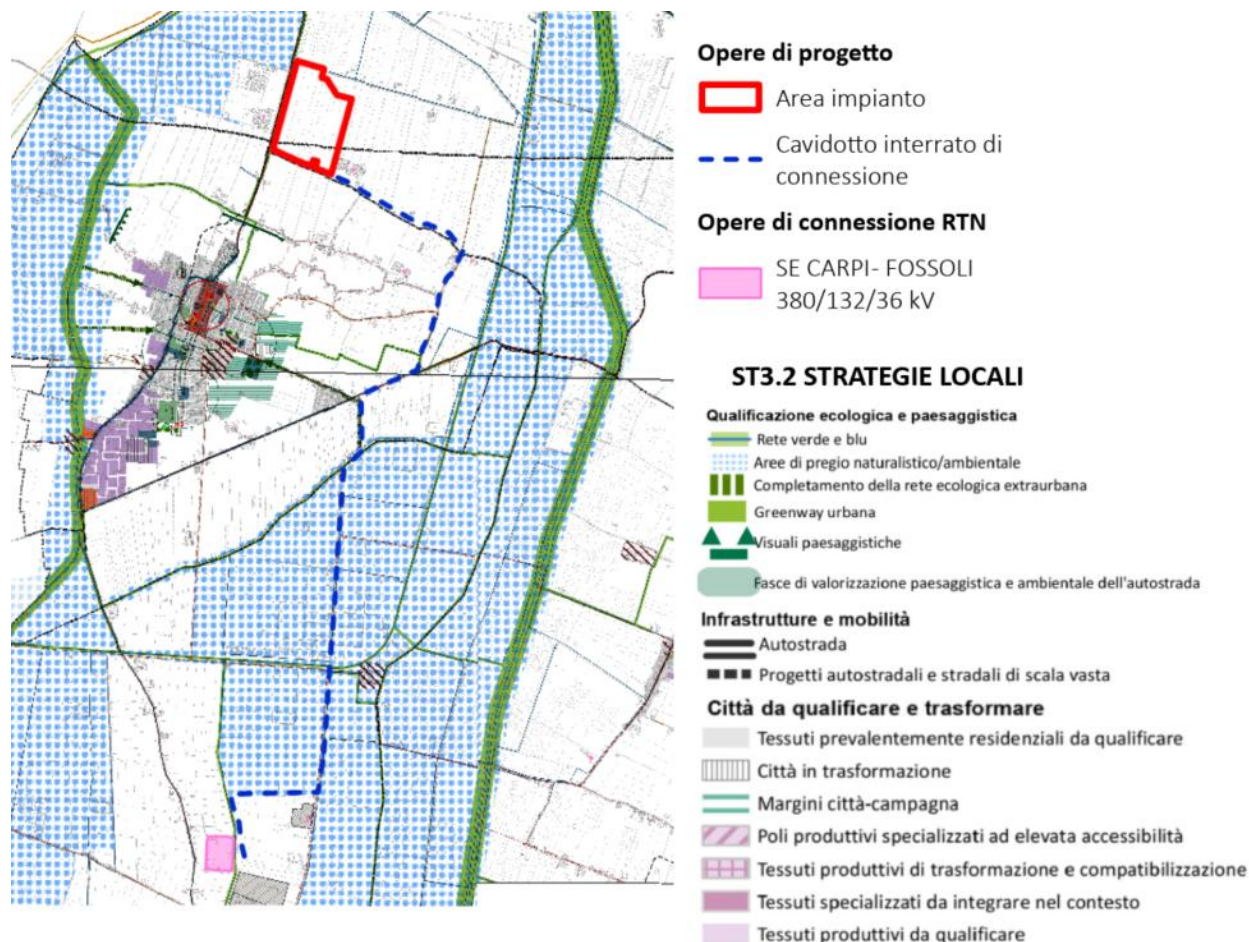 Opere di progetto
Area impianto
Cavidotto interrato di
connessione
Opere di connessione RTN
SE CARPI- FOSSOLI
380/132/36 kV
ST3.2 STRATEGIE LOCALI
Qualificazione ecologica e paesaggistica
Rete verde e blu
Aree di pregio naturalistico/ambientale
Completamento della rete ecologica extraurbana
Greenway urbana
Visuali paesaggistiche
Fasce di valorizzazione paesaggistica e ambientale dell'autostrada
Infrastrutture e mobilità
Autostrada
Progetti autostradali e stradali di scala vasta
Città da qualificare e trasformare
Tessuti prevalentemente residenziali da qualificare
Città in trasformazione
Margini città-campagna
Poli produttivi specializzati ad elevata accessibilità
Tessuti produttivi di trasformazione e compatibilizzazione
Tessuti specializzati da integrare nel contesto
Tessuti produttivi da qualificare